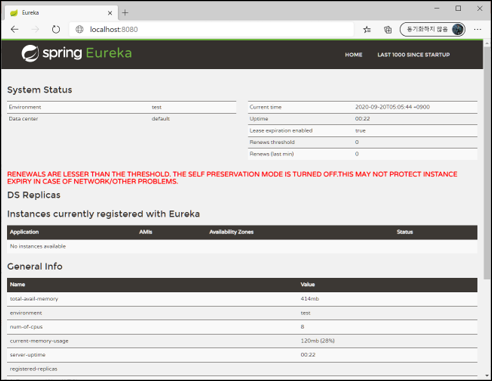 Eureka
localhost:8080
동기화하지 않음
spring Eureka
HOME LAST 1000 SINCE STARTUP
System Status
Environment test
Data center default
Current time 2020-09-20T05:05:44 +0900
Uptime 00:22
Lease expiration enabled true
Renews threshold 0
Renews (last min) 0
RENEWALS ARE LESSER THAN THE THRESHOLD. THE SELF PRESERVATION MODE IS TURNED OFF.THIS MAY NOT PROTECT INSTANCE
EXPIRY IN CASE OF NETWORK/OTHER PROBLEMS.
DS Replicas
Instances currently registered with Eureka
Application AMIs Availability Zones Status
No instances available
General Info
Name Value
total-avail-memory 414mb
environment test
num-of-cpus 8
current-memory-usage 120mb (28%)
server-uptime 00:22
registered-replicas